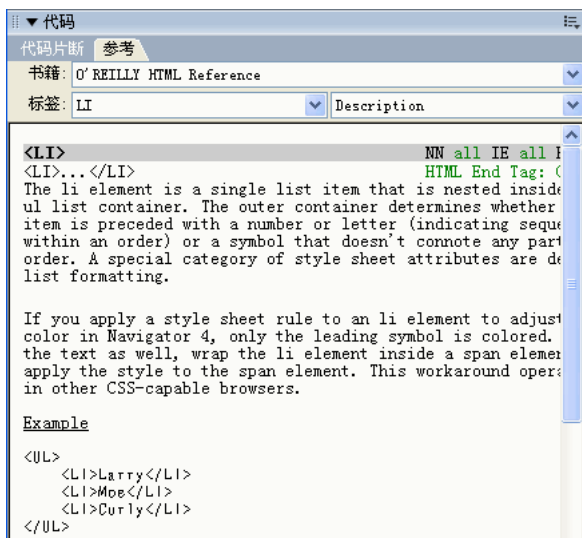 代码
代码片断 参考
书籍: O'REILLY HTML Reference
标签: LI Description
<LI> NN all IE all
<LI>...</LI> HTML End Tag:
The li element is a single list item that is nested inside
ul list container. The outer container determines whether
item is preceded with a number or letter (indicating
within an order) or a symbol that doesn't connote any
order. A special category of style sheet attributes are
list formatting.
If you apply a style sheet rule to an li element to adjust
color in Navigator 4, only the leading symbol is colored.
the text as well, wrap the li element inside a span
apply the style to the span element. This workaround
in other CSS-capable browsers.
Example
<UL>
<LI>Larry</LI>
<LI>Moe</LI>
<LI>Curly</LI>
</UL>